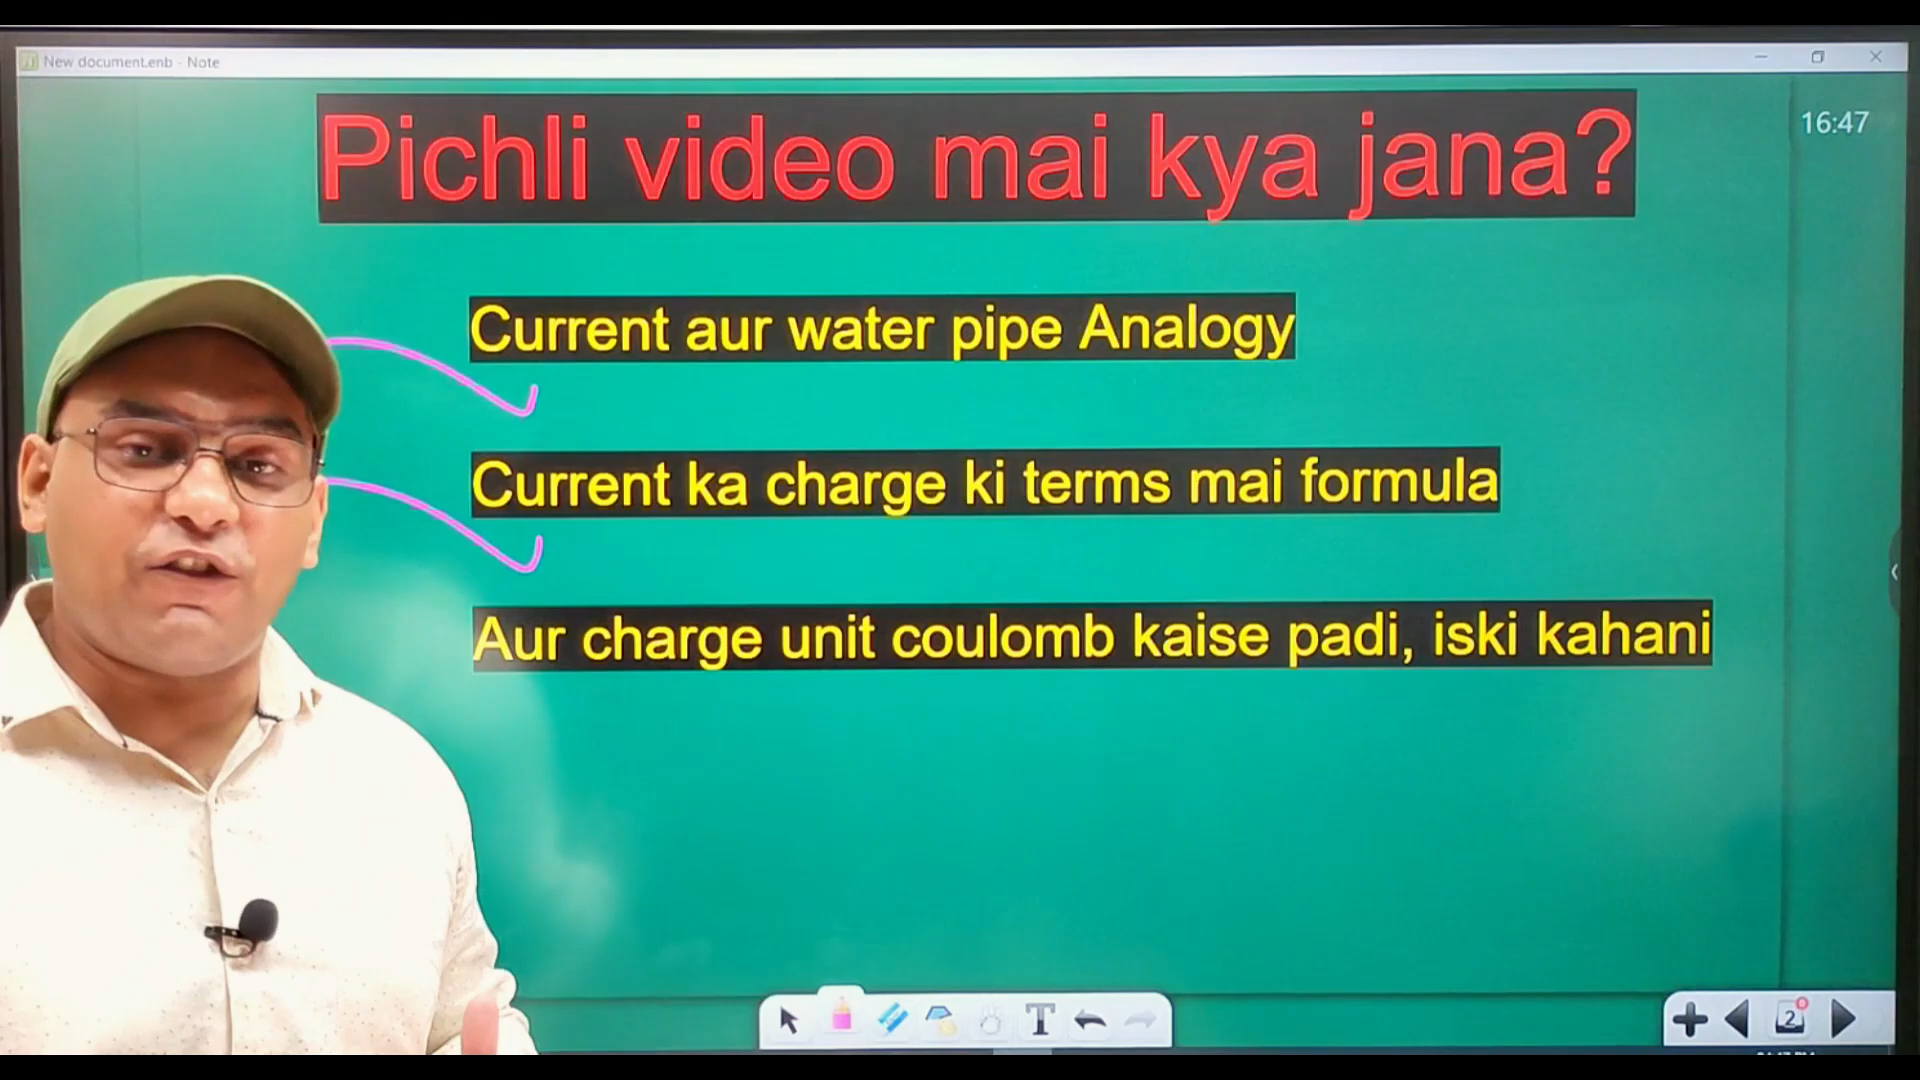 New document.enb - Note
Pichli video mai kya jana?
16:47
Current aur water pipe Analogy
Current ka charge ki terms mai formula
Aur charge unit coulomb kaise padi, iski kahani
T
2